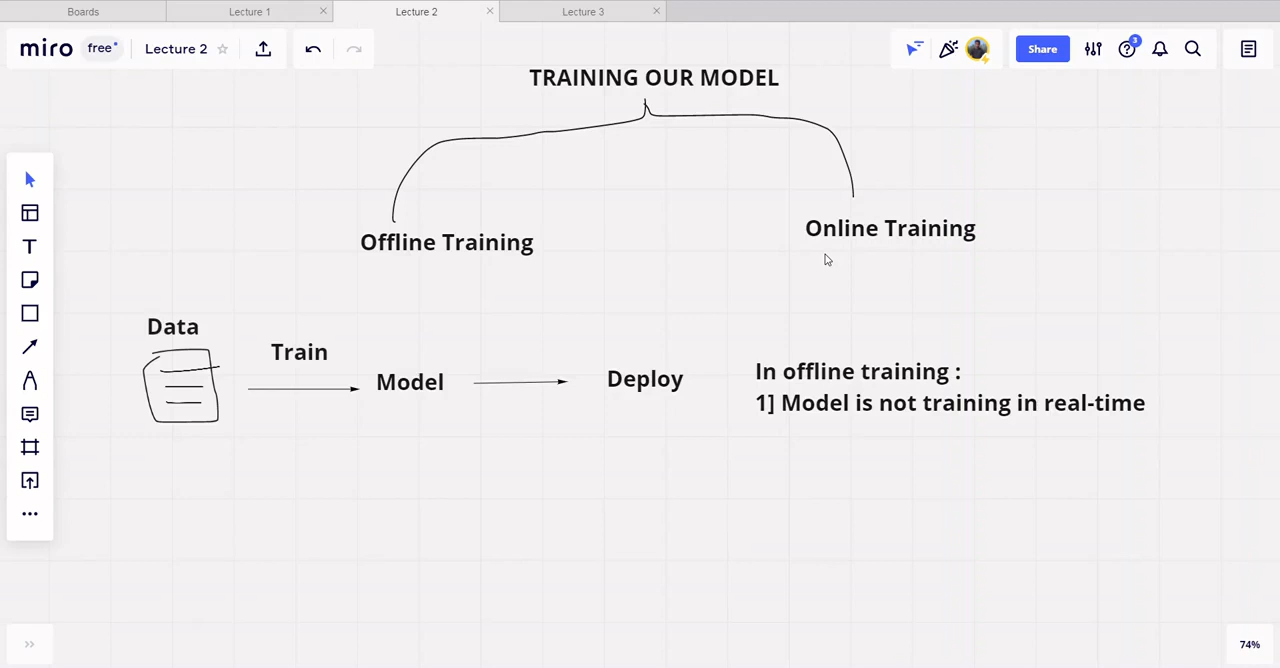 Boards
Lecture 1
Lecture 2
Lecture 3
miro
free
Lecture 2
Share
3
TRAINING OUR MODEL
Offline Training
Online Training
Data
Train
Model
Deploy
In offline training :
1] Model is not training in real-time
74%